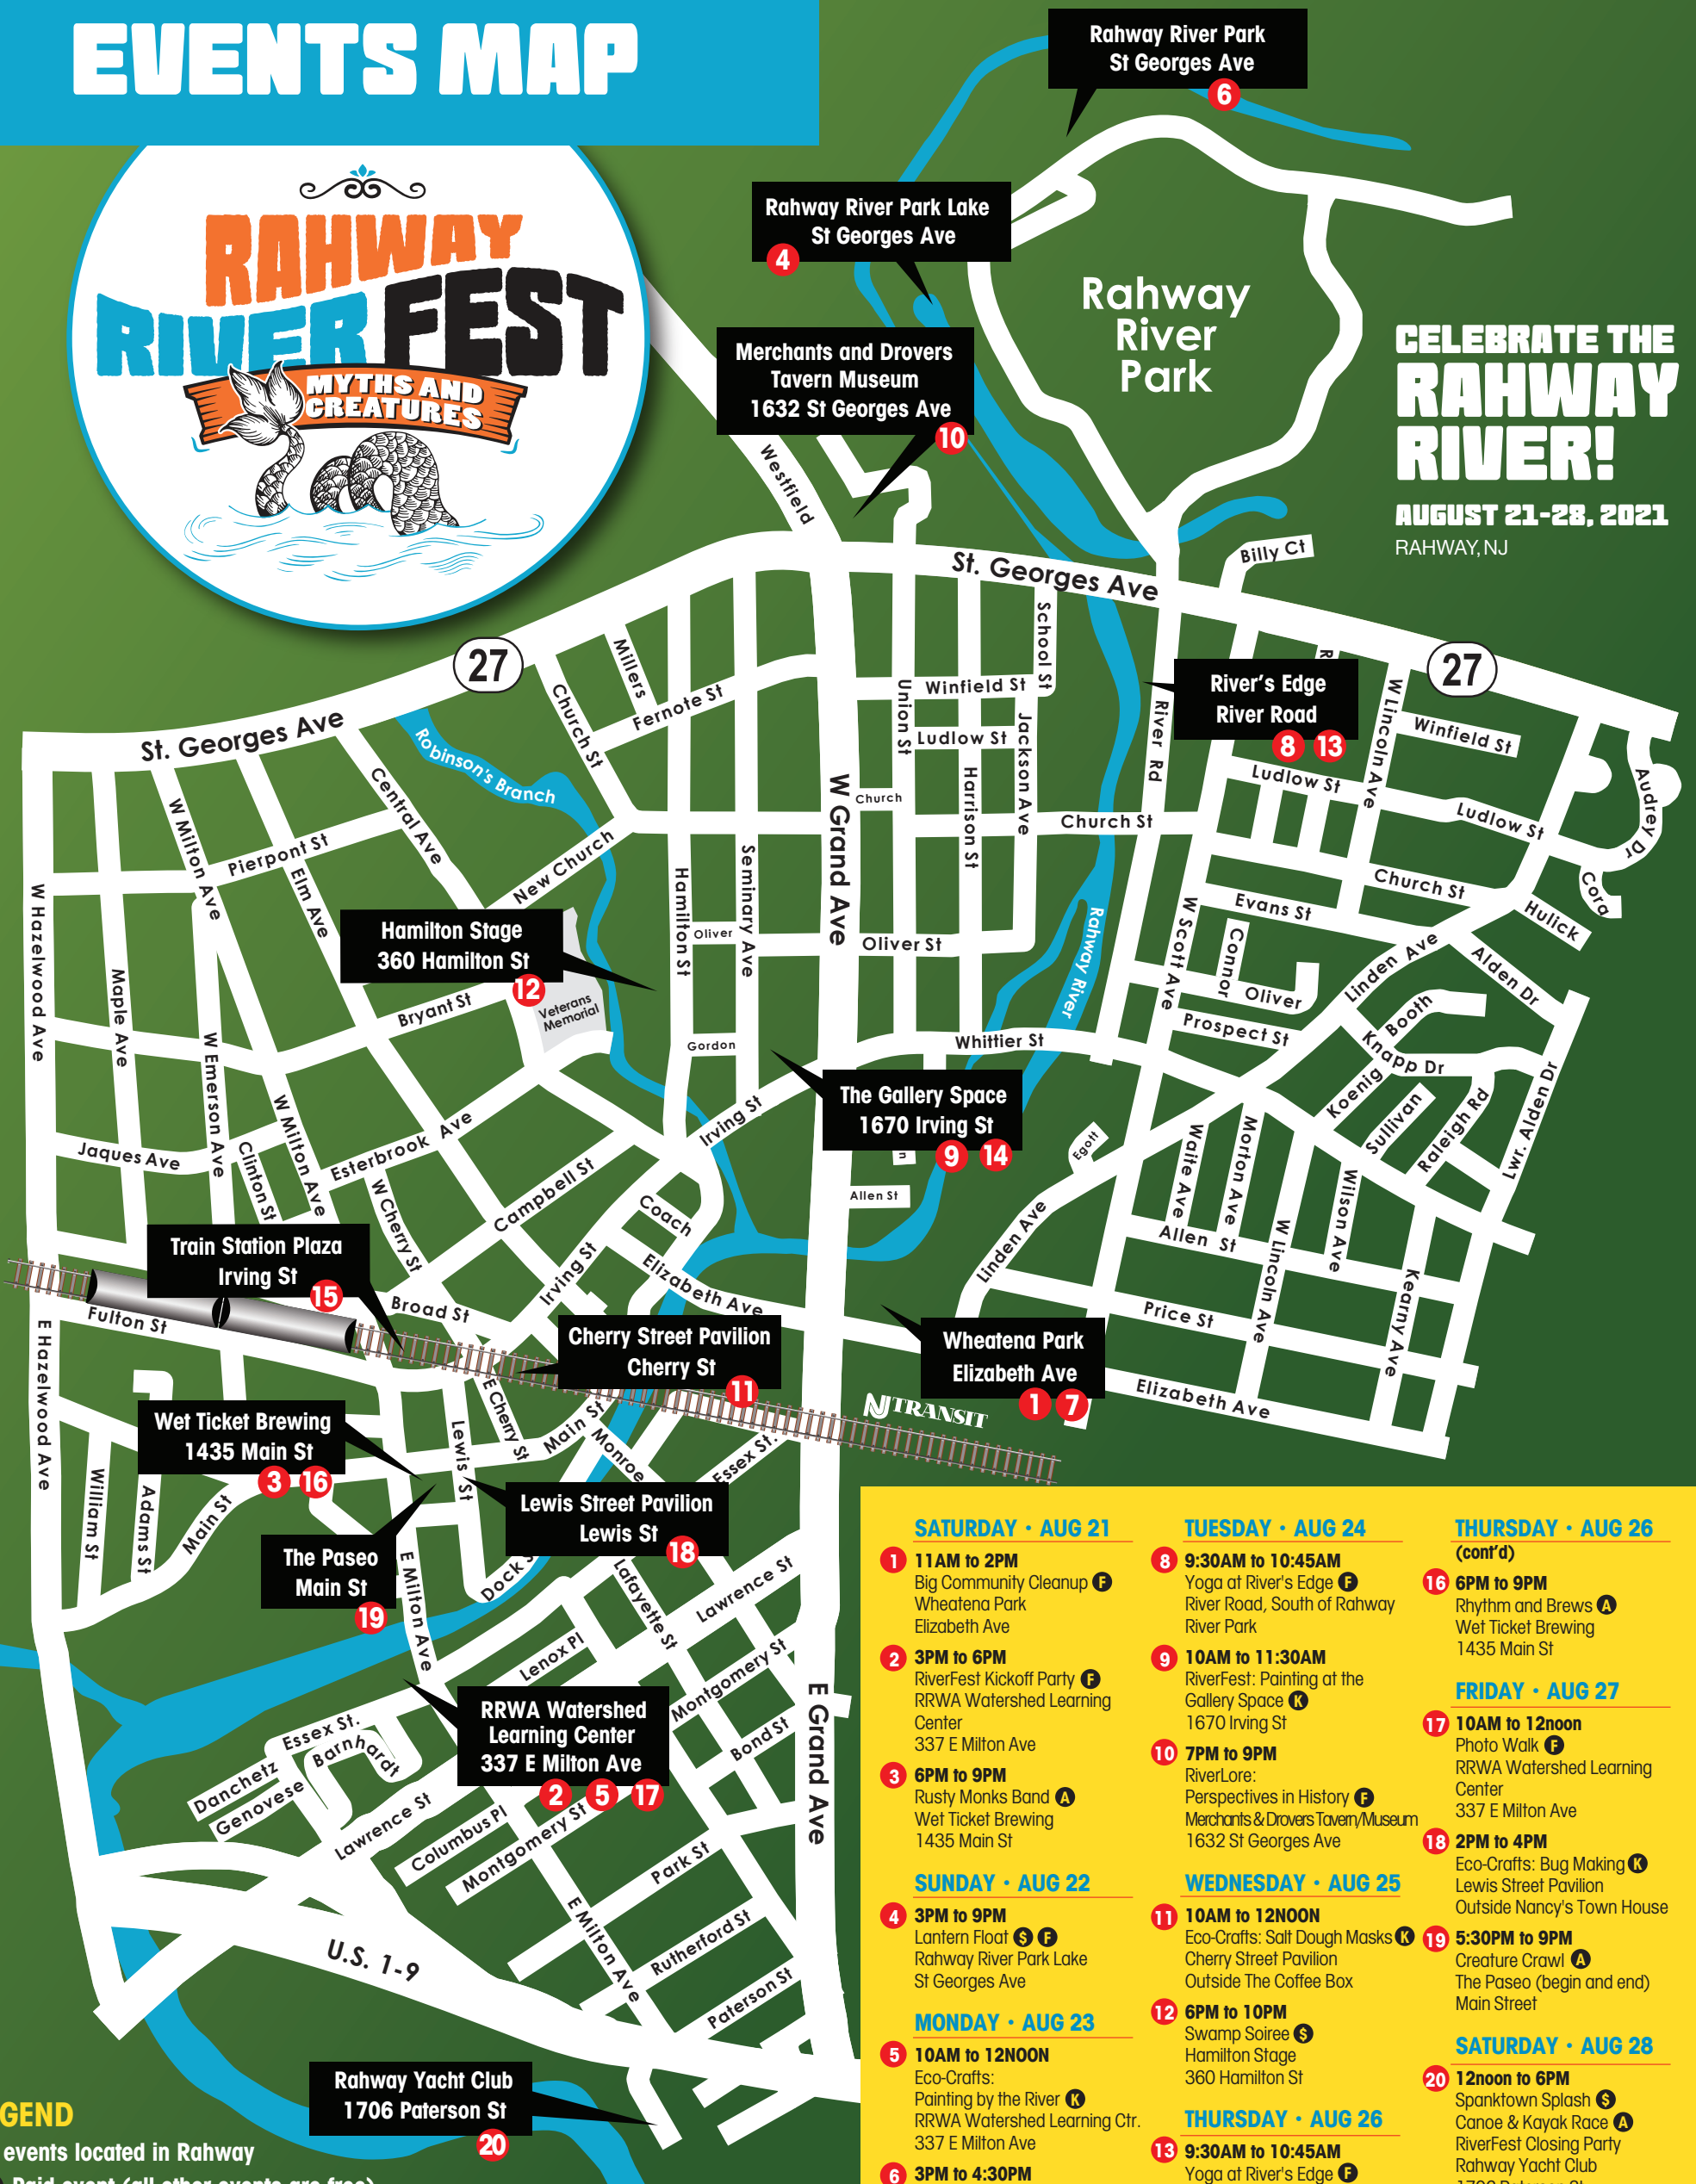 EVENTS MAP
RAHWAY
RIVER FEST
MYTHS AND
CREATURES
Rahway River Park
St Georges Ave
6
Rahway River Park Lake
St Georges Ave
4
Merchants and Drovers
Tavern Museum
1632 St Georges Ave
10
Rahway
River
Park
CELEBRATE THE
RAHWAY
RIVER!
AUGUST 21-28, 2021
RAHWAY, NJ
Westfield
Billy Ct
St. Georges Ave
27
27
St. Georges Ave
Millers
Church St
Fernote St
School St
Winfield St
Union St
Ludlow St
Jackson Ave
Harrison St
River Rd
River's Edge
River Road
8 13
W Lincoln Ave
Winfield St
Ludlow St
Ludlow St
Audrey Dr
Cora
Robinson's Branch
Central Ave
W Milton Ave
Pierpont St
Elm Ave
New Church
Church
Church St
W Grand Ave
Hamilton St
Seminary Ave
Church St
Evans St
Hulick
W Hazelwood Ave
Maple Ave
Hamilton Stage
360 Hamilton St
12
Veterans
Memorial
Oliver
Oliver St
Rahway River
W Scott Ave
Connor
Oliver
Linden Ave
Alden Dr
Booth
Knapp Dr
Prospect St
Bryant St
W Emerson Ave
Gordon
Whittier St
Koenig
Sullivan
Raleigh Rd
Lwr. Alden Dr
The Gallery Space
1670 Irving St
9 14
Irving St
Egott
Waite Ave
Morton Ave
Wilson Ave
Jaques Ave
Clinton St
W Milton Ave
Esterbrook Ave
W Cherry St
Campbell St
Coach
Allen St
Linden Ave
Allen St
W Lincoln Ave
Kearny Ave
Train Station Plaza
Irving St
15
Irving St
Elizabeth Ave
Broad St
Fulton St
Price St
E Hazelwood Ave
Cherry Street Pavilion
Cherry St
11
Wheatena Park
Elizabeth Ave
1 7
Elizabeth Ave
NJ TRANSIT
E Cherry St
Wet Ticket Brewing
1435 Main St
3 16
Lewis St
Main St
Monroe
Essex St.
William St
Adams St
Main St
Lewis Street Pavilion
Lewis St
18
The Paseo
Main St
19
E Milton Ave
Dock
Lafayette St
Lawrence St
Lenox Pl
Montgomery St
Bond St
E Grand Ave
RRWA Watershed
Learning Center
337 E Milton Ave
2 5 17
Essex St.
Barnhardt
Danchetz
Genovese
Lawrence St
Columbus Pl
Montgomery St
Park St
E Milton Ave
Rutherford St
Paterson St
U.S. 1-9
Rahway Yacht Club
1706 Paterson St
20
GEND
events located in Rahway
Paid event (all other events are free)
SATURDAY • AUG 21
1 11AM to 2PM
Big Community Cleanup F
Wheatena Park
Elizabeth Ave
2 3PM to 6PM
RiverFest Kickoff Party F
RRWA Watershed Learning
Center
337 E Milton Ave
3 6PM to 9PM
Rusty Monks Band A
Wet Ticket Brewing
1435 Main St
SUNDAY • AUG 22
4 3PM to 9PM
Lantern Float $ F
Rahway River Park Lake
St Georges Ave
MONDAY • AUG 23
5 10AM to 12NOON
Eco-Crafts:
Painting by the River K
RRWA Watershed Learning Ctr.
337 E Milton Ave
6 3PM to 4:30PM
TUESDAY • AUG 24
8 9:30AM to 10:45AM
Yoga at River's Edge F
River Road, South of Rahway
River Park
9 10AM to 11:30AM
RiverFest: Painting at the
Gallery Space K
1670 Irving St
10 7PM to 9PM
RiverLore:
Perspectives in History F
Merchants & Drovers Tavern/Museum
1632 St Georges Ave
WEDNESDAY • AUG 25
11 10AM to 12NOON
Eco-Crafts: Salt Dough Masks K
Cherry Street Pavilion
Outside The Coffee Box
12 6PM to 10PM
Swamp Soiree $
Hamilton Stage
360 Hamilton St
THURSDAY • AUG 26
13 9:30AM to 10:45AM
Yoga at River's Edge F
THURSDAY • AUG 26
(cont'd)
16 6PM to 9PM
Rhythm and Brews A
Wet Ticket Brewing
1435 Main St
FRIDAY • AUG 27
17 10AM to 12noon
Photo Walk F
RRWA Watershed Learning
Center
337 E Milton Ave
18 2PM to 4PM
Eco-Crafts: Bug Making K
Lewis Street Pavilion
Outside Nancy's Town House
19 5:30PM to 9PM
Creature Crawl A
The Paseo (begin and end)
Main Street
SATURDAY • AUG 28
20 12noon to 6PM
Spanktown Splash $
Canoe & Kayak Race A
RiverFest Closing Party
Rahway Yacht Club